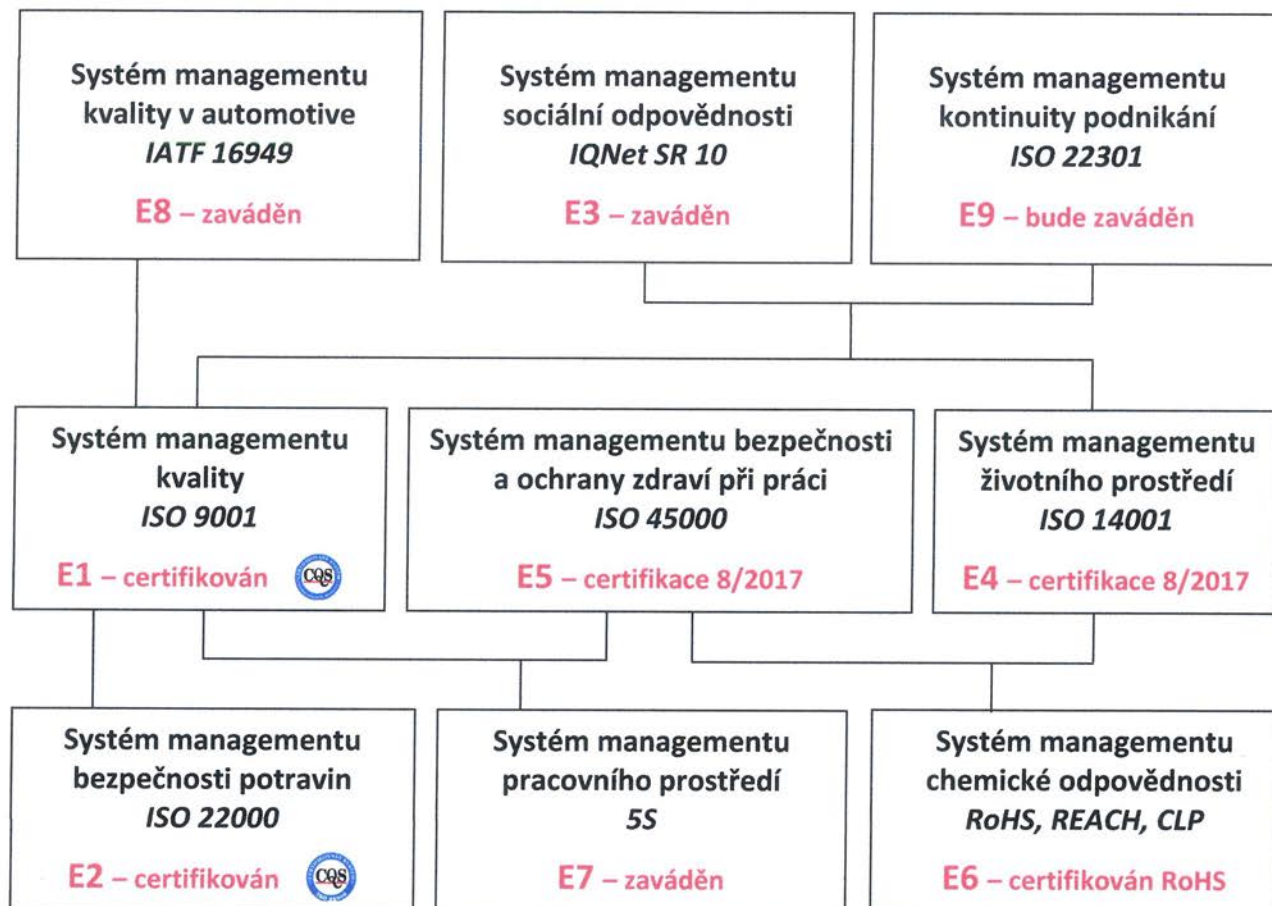 Systém managementu
kvality v automotive
IATF 16949
E8 – zaváděn
Systém managementu
sociální odpovědnosti
IQNet SR 10
E3 – zaváděn
Systém managementu
kontinuity podnikání
ISO 22301
E9 – bude zaváděn
Systém managementu
kvality
ISO 9001
E1 – certifikován
CQS
Systém managementu bezpečnosti
a ochrany zdraví při práci
ISO 45000
E5 – certifikace 8/2017
Systém managementu
životního prostředí
ISO 14001
E4 – certifikace 8/2017
Systém managementu
bezpečnosti potravin
ISO 22000
E2 – certifikován
CQS
Systém managementu
pracovního prostředí
5S
E7 – zaváděn
Systém managementu
chemické odpovědnosti
RoHS, REACH, CLP
E6 – certifikován RoHS